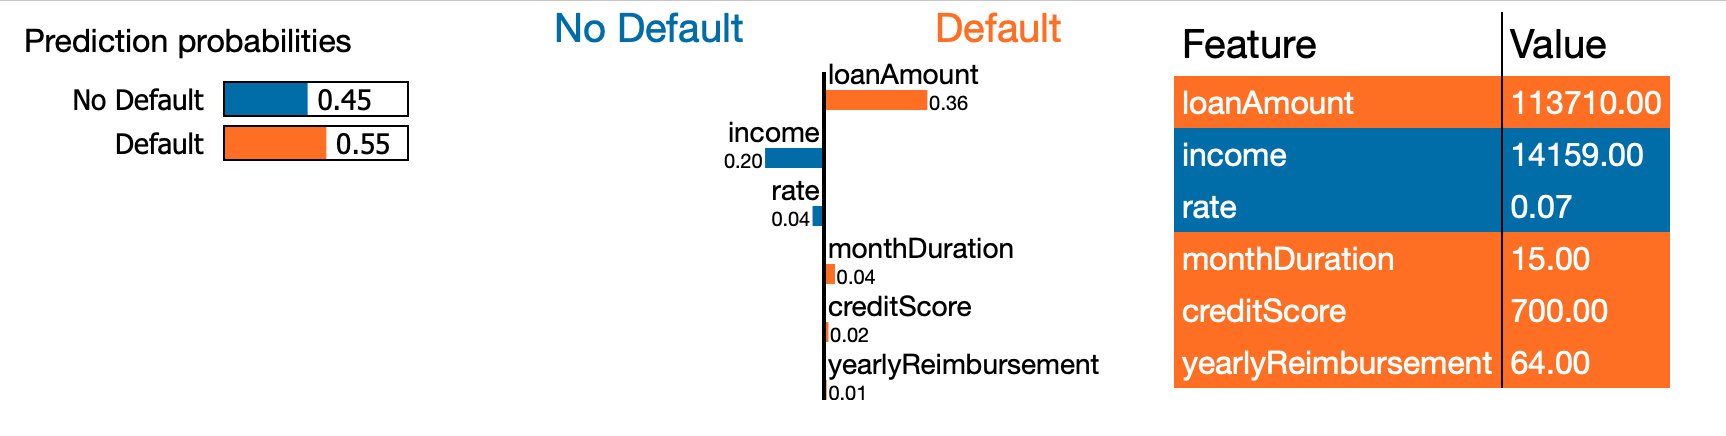 Prediction probabilities
No Default 0.45
Default 0.55
No Default Default
loanAmount
0.36
income
0.20
rate
0.04
monthDuration
0.04
creditScore
0.02
yearlyReimbursement
0.01
Feature Value
loanAmount 113710.00
income 14159.00
rate 0.07
monthDuration 15.00
creditScore 700.00
yearlyReimbursement 64.00